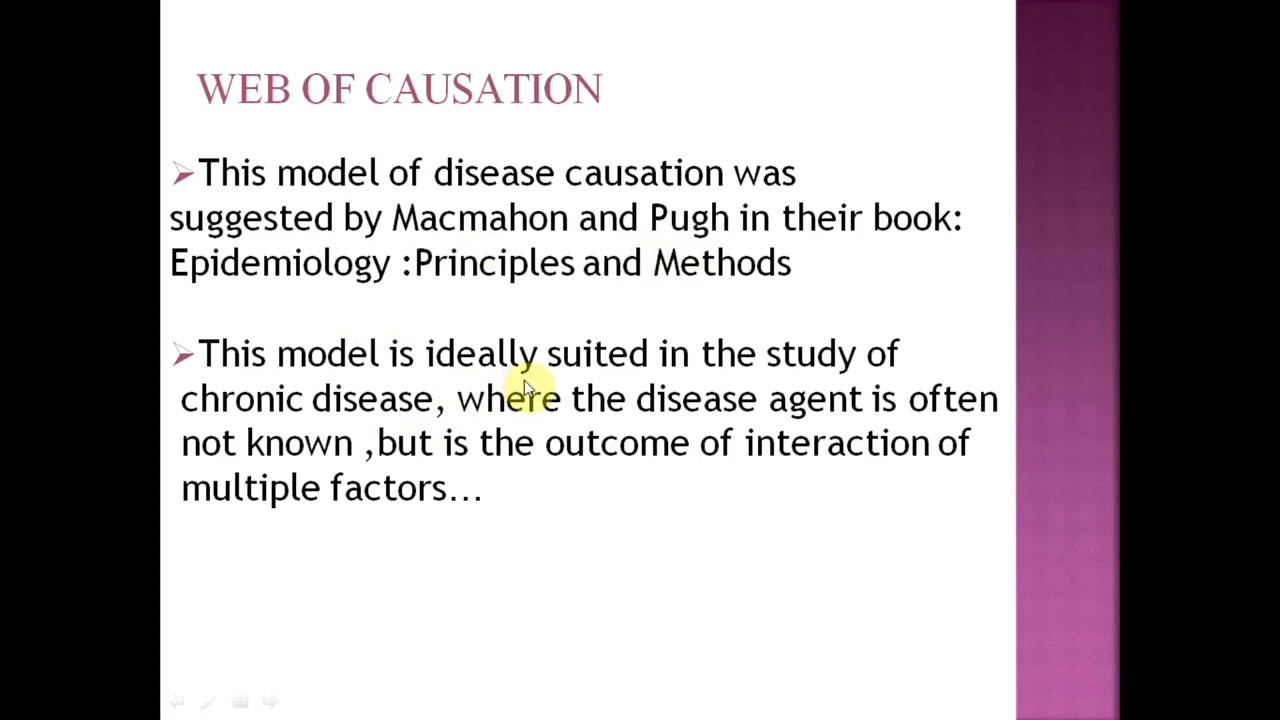 WEB OF CAUSATION
This model of disease causation was
suggested by Macmahon and Pugh in their book:
Epidemiology :Principles and Methods
This model is ideally suited in the study of
chronic disease, where the disease agent is often
not known ,but is the outcome of interaction of
multiple factors...